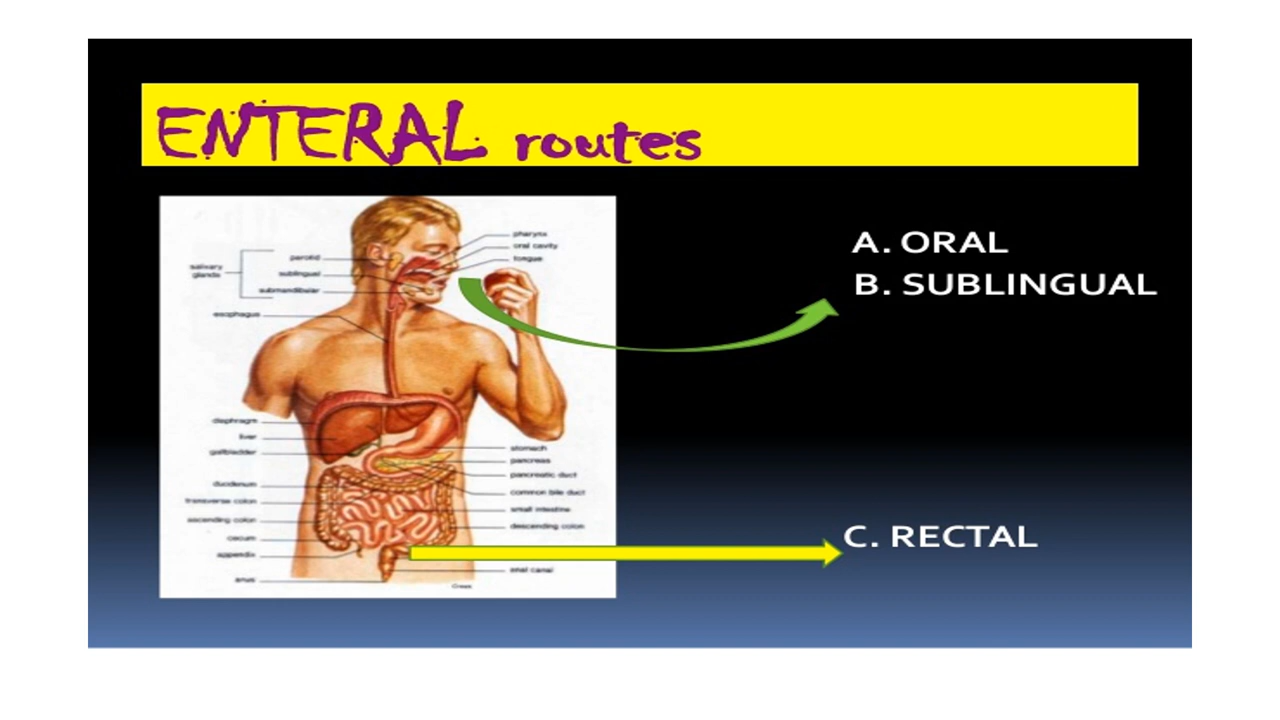 ENTERAL routes
A. ORAL
B. SUBLINGUAL
C. RECTAL
pharynx
oral cavity
tongue
salivary
glands
parotid
sublingual
submandibular
esophagus
diaphragm
liver
gallbladder
duodenum
transverse colon
ascending colon
cecum
appendix
anus
stomach
pancreas
pancreatic duct
common bile duct
small intestine
descending colon
anal canal